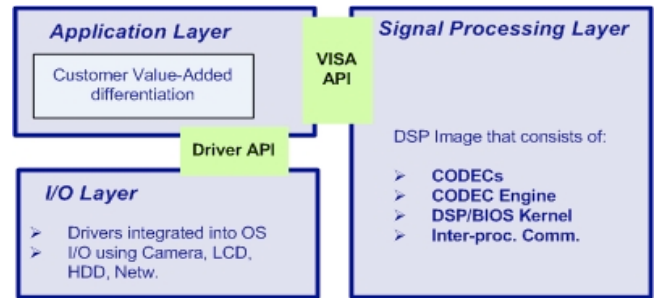 Application Layer
Customer Value-Added
differentiation
VISA
API
Driver API
I/O Layer
➢ Drivers integrated into OS
➢ I/O using Camera, LCD,
HDD, Netw.
Signal Processing Layer
DSP Image that consists of:
➢ CODECs
➢ CODEC Engine
➢ DSP/BIOS Kernel
➢ Inter-proc. Comm.